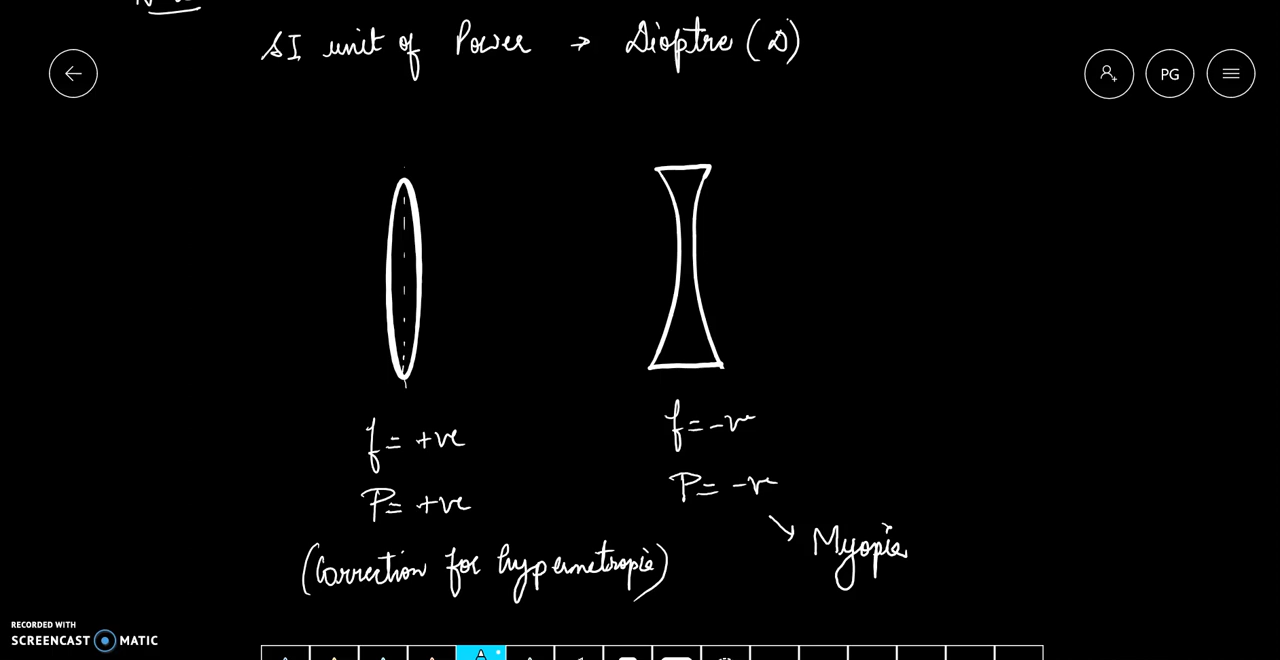 SI unit of Power → Dioptre (D)
PG
f = +ve
P = +ve
(Correction for hypermetropia)
f = -ve
P = -ve
Myopia
RECORDED WITH
SCREENCAST MATIC